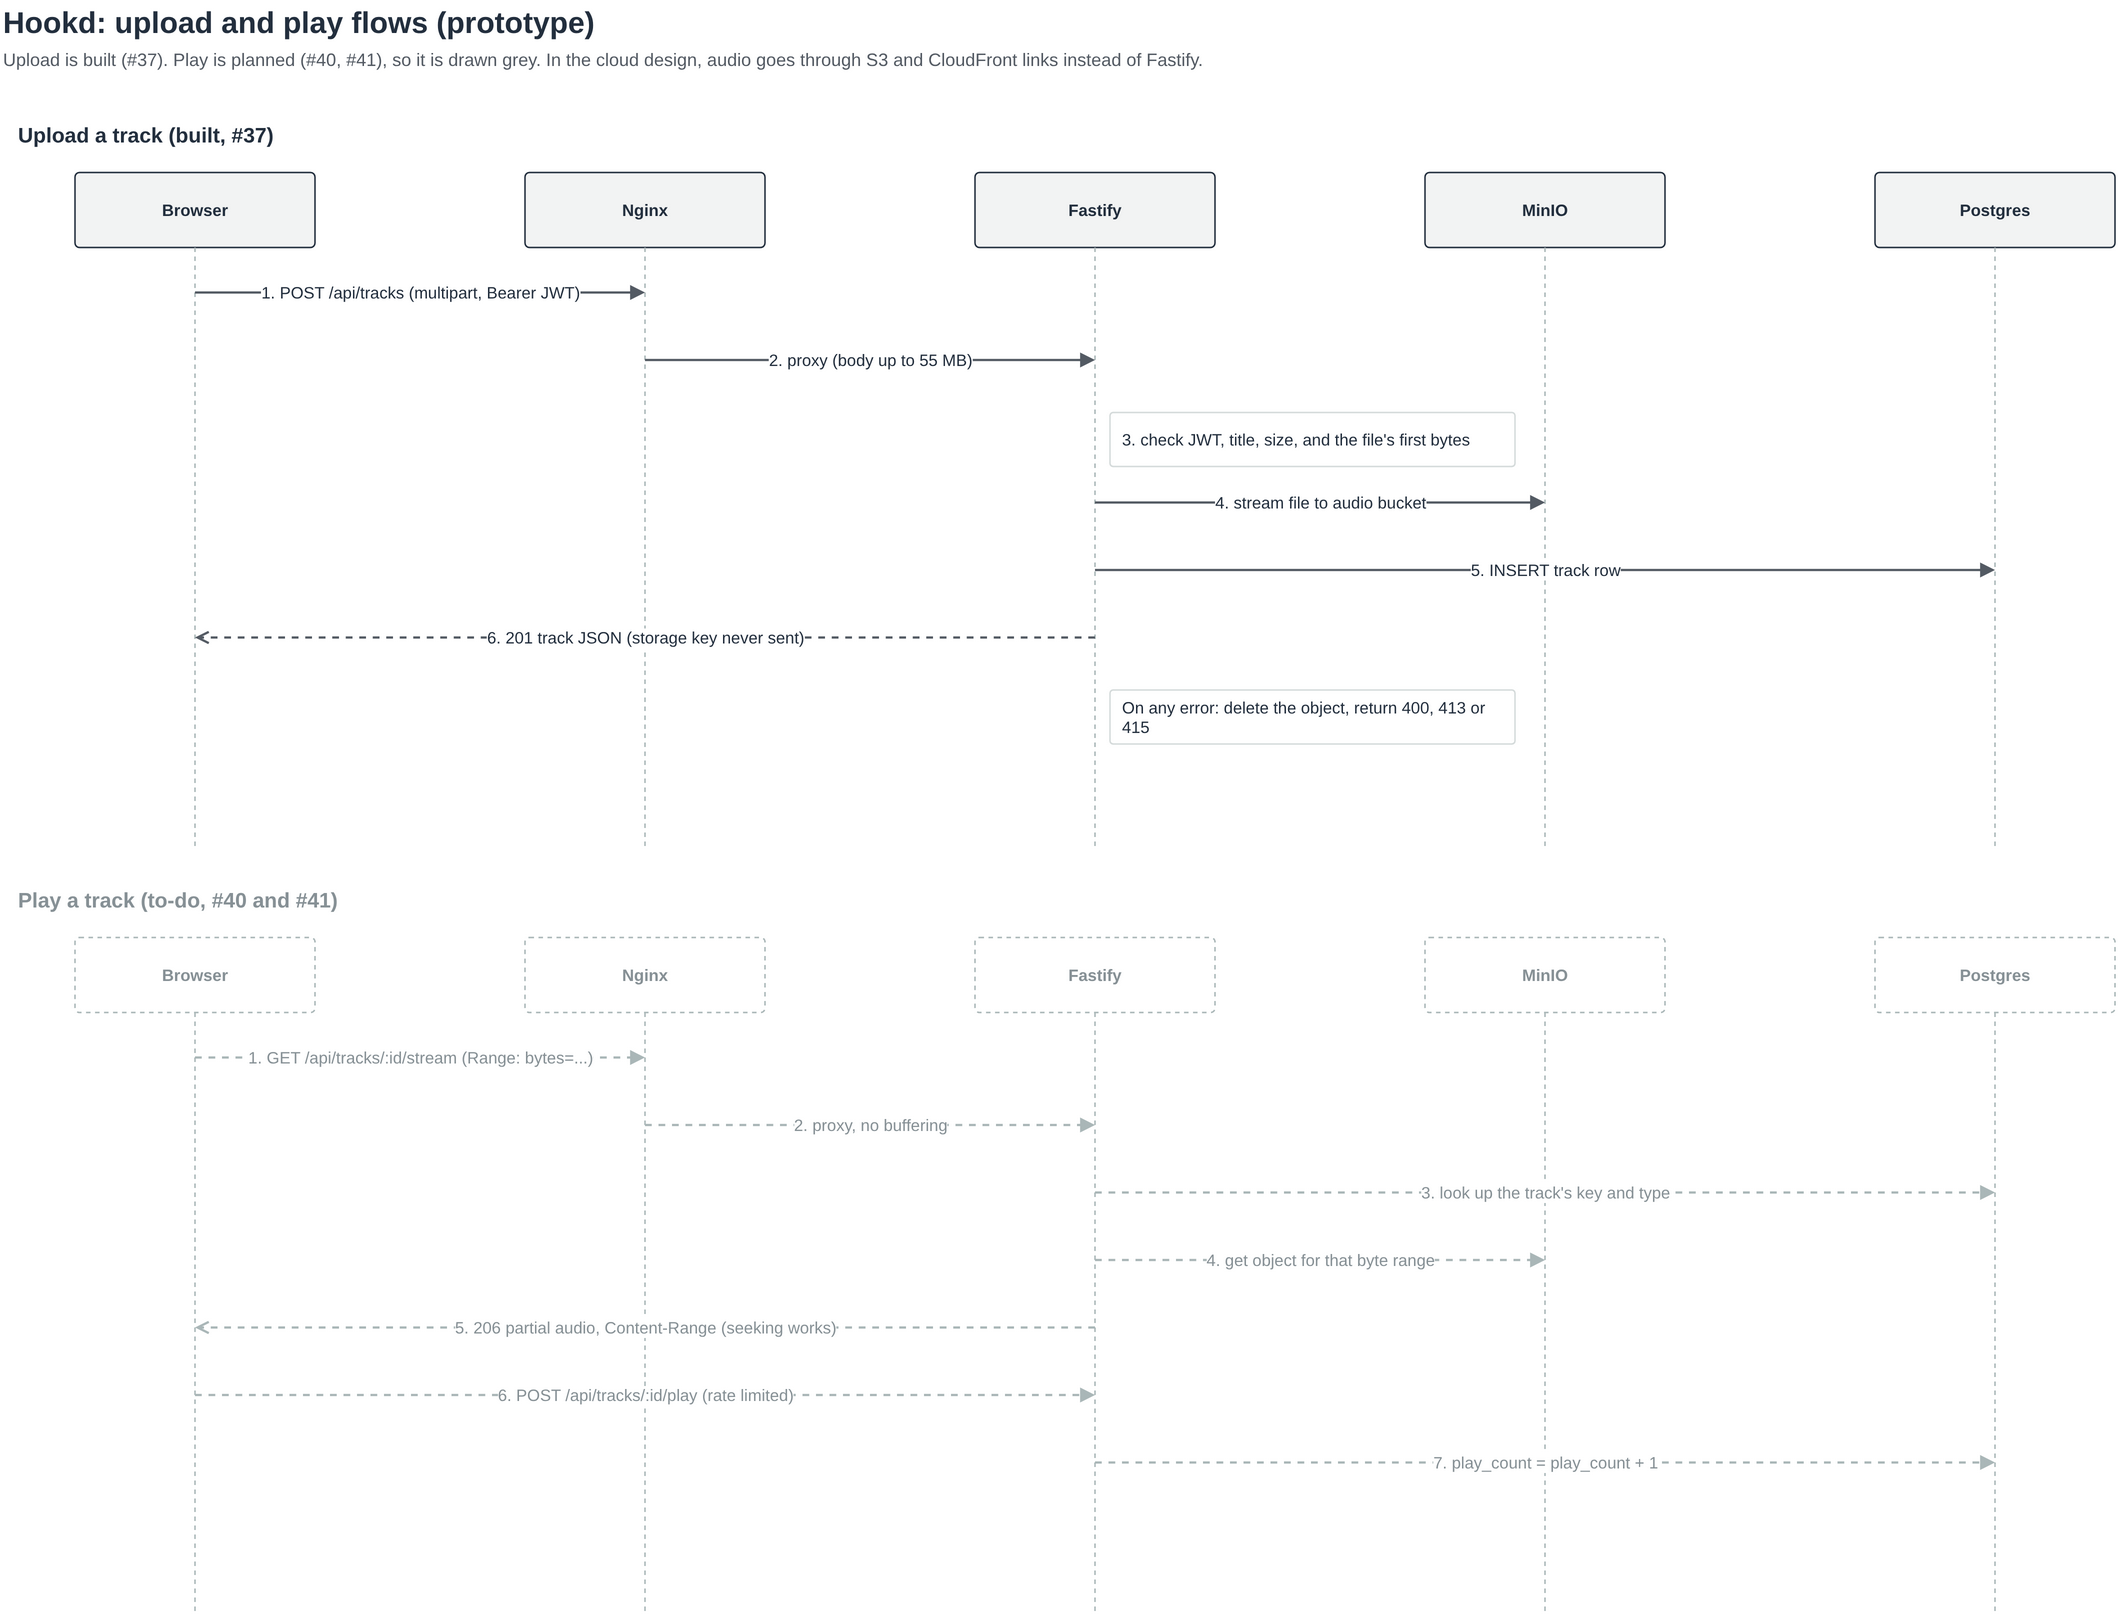 Hookd: upload and play flows (prototype)
Upload is built (#37). Play is planned (#40, #41), so it is drawn grey. In the cloud design, audio goes through S3 and CloudFront links instead of Fastify.
Upload a track (built, #37)
Browser
Nginx
Fastify
MinIO
Postgres
1. POST /api/tracks (multipart, Bearer JWT)
2. proxy (body up to 55 MB)
3. check JWT, title, size, and the file's first bytes
4. stream file to audio bucket
5. INSERT track row
6. 201 track JSON (storage key never sent)
On any error: delete the object, return 400, 413 or
415
Play a track (to-do, #40 and #41)
Browser
Nginx
Fastify
MinIO
Postgres
1. GET /api/tracks/:id/stream (Range: bytes=...)
2. proxy, no buffering
3. look up the track's key and type
4. get object for that byte range
5. 206 partial audio, Content-Range (seeking works)
6. POST /api/tracks/:id/play (rate limited)
7. play_count = play_count + 1